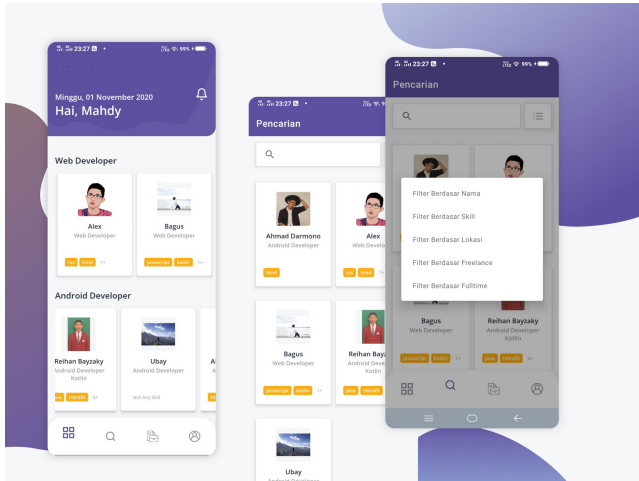 23:27
99%
Minggu, 01 November 2020
Hai, Mahdy
Web Developer
Alex
Web Developer
css html 1+
Bagus
Web Developer
javascript kotlin 1+
Android Developer
Reihan Bayzaky
Android Developer
Kotlin
retrofit
Ubay
Android Developer
Not Any Skill
23:27
Pencarian
Ahmad Darmono
Android Developer
html
Alex
Web Develo
css html 1+
Bagus
Web Developer
javascript kotlin 1+
Reihan Bay
Android Develop
Kotlin
java retrofit
Ubay
Android Developer
23:27
99%
Pencarian
Filter Berdasar Nama
Filter Berdasar Skill
Filter Berdasar Lokasi
Filter Berdasar Freelance
Filter Berdasar Fulltime
Bagus
Web Developer
javascript kotlin 1+
Reihan Bayzaky
Android Developer
Kotlin
java retrofit